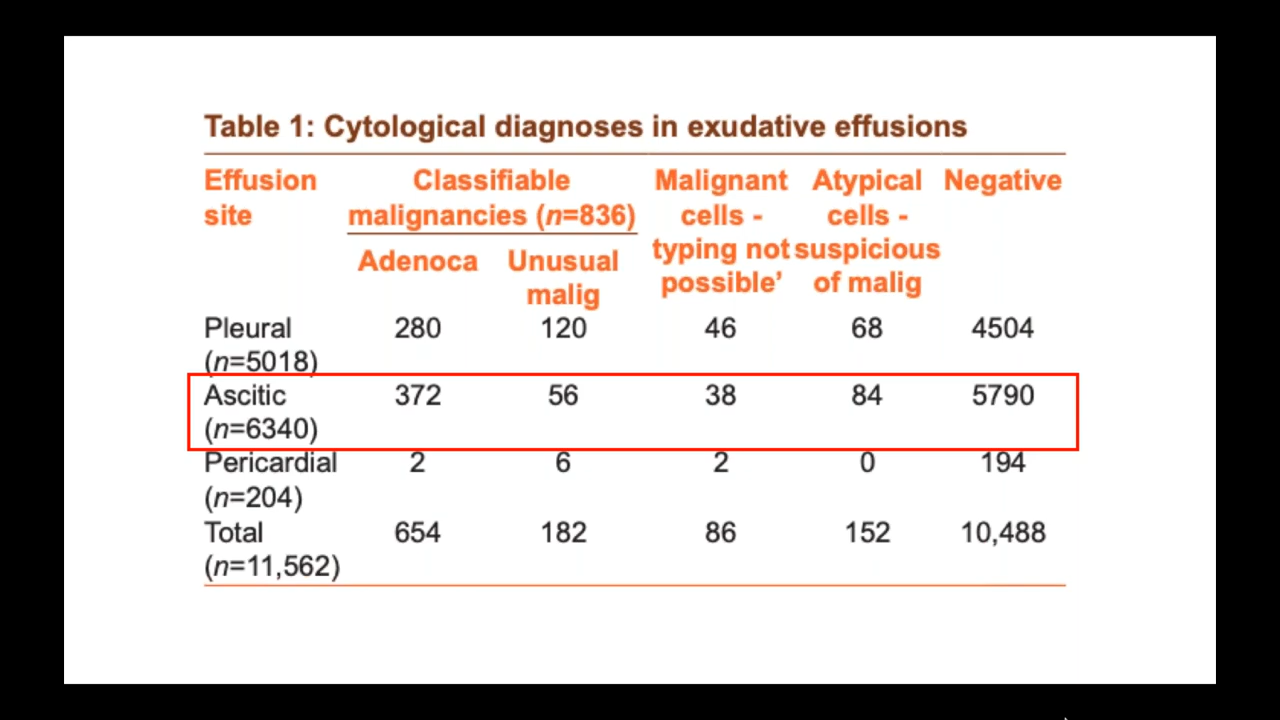 Table 1: Cytological diagnoses in exudative effusions
Effusion Classifiable Malignant Atypical Negative
site malignancies (n=836) cells - cells -
Adenoca Unusual typing not suspicious
malig possible’ of malig
Pleural 280 120 46 68 4504
(n=5018)
Ascitic 372 56 38 84 5790
(n=6340)
Pericardial 2 6 2 0 194
(n=204)
Total 654 182 86 152 10,488
(n=11,562)